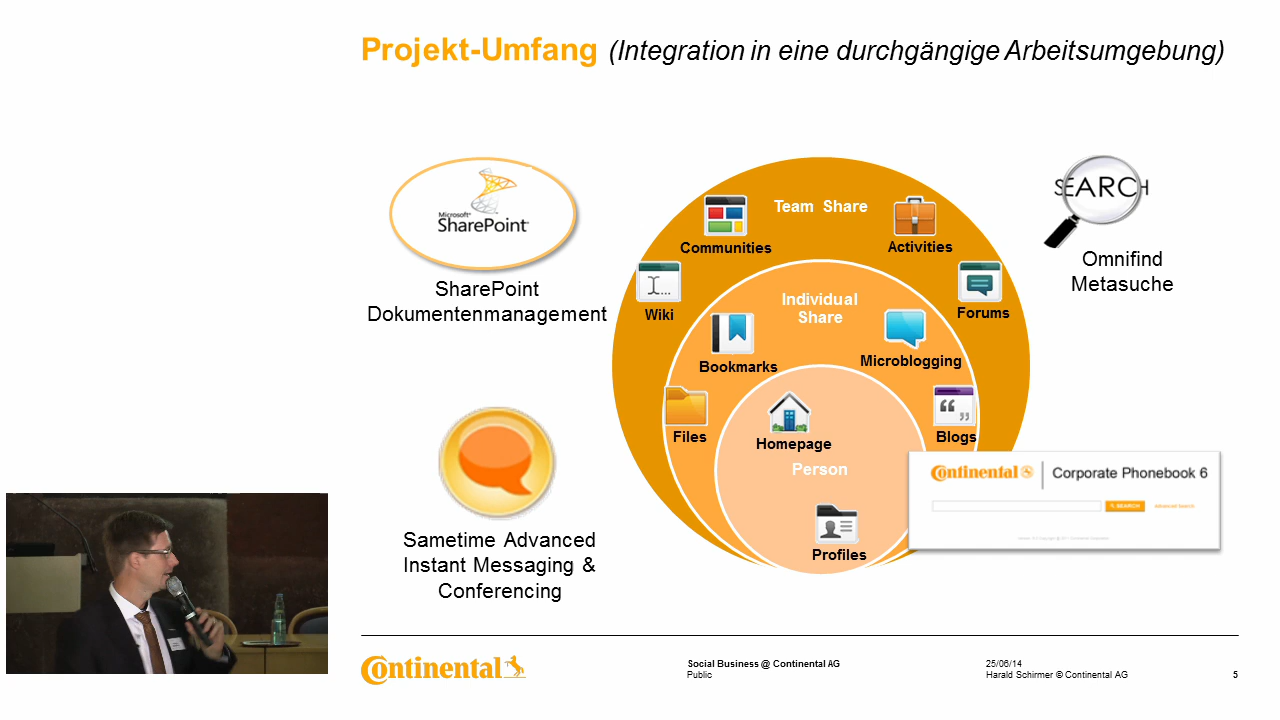 Projekt-Umfang (Integration in eine durchgängige Arbeitsumgebung)
Microsoft®
SharePoint
SharePoint
Dokumentenmanagement
Sametime Advanced
Instant Messaging &
Conferencing
Team Share
Communities
Activities
Wiki
Forums
Individual
Share
Bookmarks
Microblogging
Files
Blogs
Homepage
Person
Profiles
SEARCH
Omnifind
Metasuche
Continental
Corporate Phonebook 6
SEARCH
Advanced Search
Continental
Social Business @ Continental AG
Public
25/06/14
Harald Schirmer © Continental AG
5